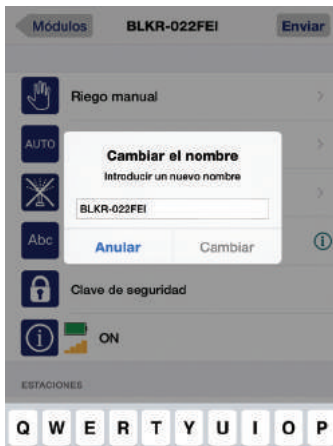 Módulos BLKR-022FEI Enviar
Riego manual
AUTO
Cambiar el nombre
Introducir un nuevo nombre
BLKR-022FEI
Abc
Anular Cambiar
Clave de seguridad
ON
ESTACIONES
Q W E R T Y U I O P